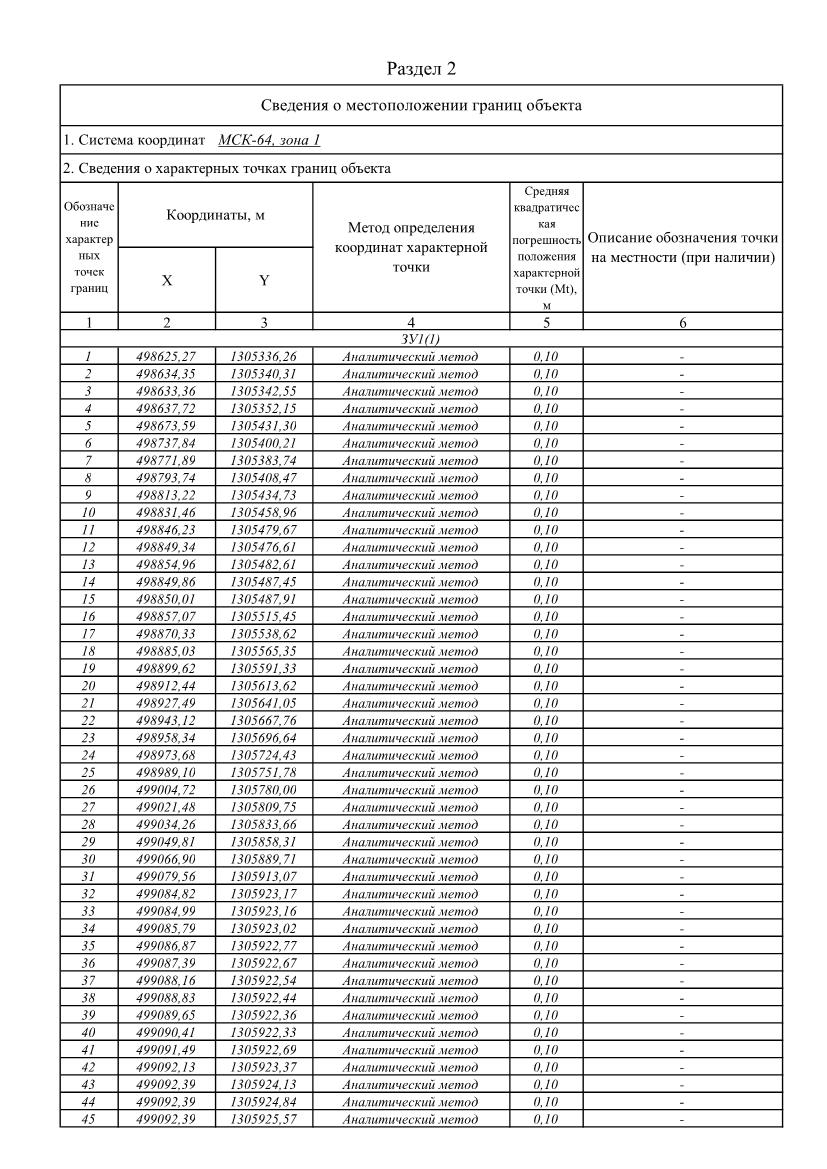 Раздел 2
Сведения о местоположении границ объекта
1. Система координат МСК-64, зона 1
2. Сведения о характерных точках границ объекта
Обозначе
ние
характер
ных
точек
границ
Координаты, м
X Y
Метод определения
координат характерной
точки
Средняя
квадратичес
кая
погрешность
положения
характерной
точки (Mt),
м
Описание обозначения точки
на местности (при наличии)
1 2 3 4 5 6
ЗУ1(1)
1 498625,27 1305336,26 Аналитический метод 0,10 -
2 498634,35 1305340,31 Аналитический метод 0,10 -
3 498633,36 1305342,55 Аналитический метод 0,10 -
4 498637,72 1305352,15 Аналитический метод 0,10 -
5 498673,59 1305431,30 Аналитический метод 0,10 -
6 498737,84 1305400,21 Аналитический метод 0,10 -
7 498771,89 1305383,74 Аналитический метод 0,10 -
8 498793,74 1305408,47 Аналитический метод 0,10 -
9 498813,22 1305434,73 Аналитический метод 0,10 -
10 498831,46 1305458,96 Аналитический метод 0,10 -
11 498846,23 1305479,67 Аналитический метод 0,10 -
12 498849,34 1305476,61 Аналитический метод 0,10 -
13 498854,96 1305482,61 Аналитический метод 0,10 -
14 498849,86 1305487,45 Аналитический метод 0,10 -
15 498850,01 1305487,91 Аналитический метод 0,10 -
16 498857,07 1305515,45 Аналитический метод 0,10 -
17 498870,33 1305538,62 Аналитический метод 0,10 -
18 498885,03 1305565,35 Аналитический метод 0,10 -
19 498899,62 1305591,33 Аналитический метод 0,10 -
20 498912,44 1305613,62 Аналитический метод 0,10 -
21 498927,49 1305641,05 Аналитический метод 0,10 -
22 498943,12 1305667,76 Аналитический метод 0,10 -
23 498958,34 1305696,64 Аналитический метод 0,10 -
24 498973,68 1305724,43 Аналитический метод 0,10 -
25 498989,10 1305751,78 Аналитический метод 0,10 -
26 499004,72 1305780,00 Аналитический метод 0,10 -
27 499021,48 1305809,75 Аналитический метод 0,10 -
28 499034,26 1305833,66 Аналитический метод 0,10 -
29 499049,81 1305858,31 Аналитический метод 0,10 -
30 499066,90 1305889,71 Аналитический метод 0,10 -
31 499079,56 1305913,07 Аналитический метод 0,10 -
32 499084,82 1305923,17 Аналитический метод 0,10 -
33 499084,99 1305923,16 Аналитический метод 0,10 -
34 499085,79 1305923,02 Аналитический метод 0,10 -
35 499086,87 1305922,77 Аналитический метод 0,10 -
36 499087,39 1305922,67 Аналитический метод 0,10 -
37 499088,16 1305922,54 Аналитический метод 0,10 -
38 499088,83 1305922,44 Аналитический метод 0,10 -
39 499089,65 1305922,36 Аналитический метод 0,10 -
40 499090,41 1305922,33 Аналитический метод 0,10 -
41 499091,49 1305922,69 Аналитический метод 0,10 -
42 499092,13 1305923,37 Аналитический метод 0,10 -
43 499092,39 1305924,13 Аналитический метод 0,10 -
44 499092,39 1305924,84 Аналитический метод 0,10 -
45 499092,39 1305925,57 Аналитический метод 0,10 -